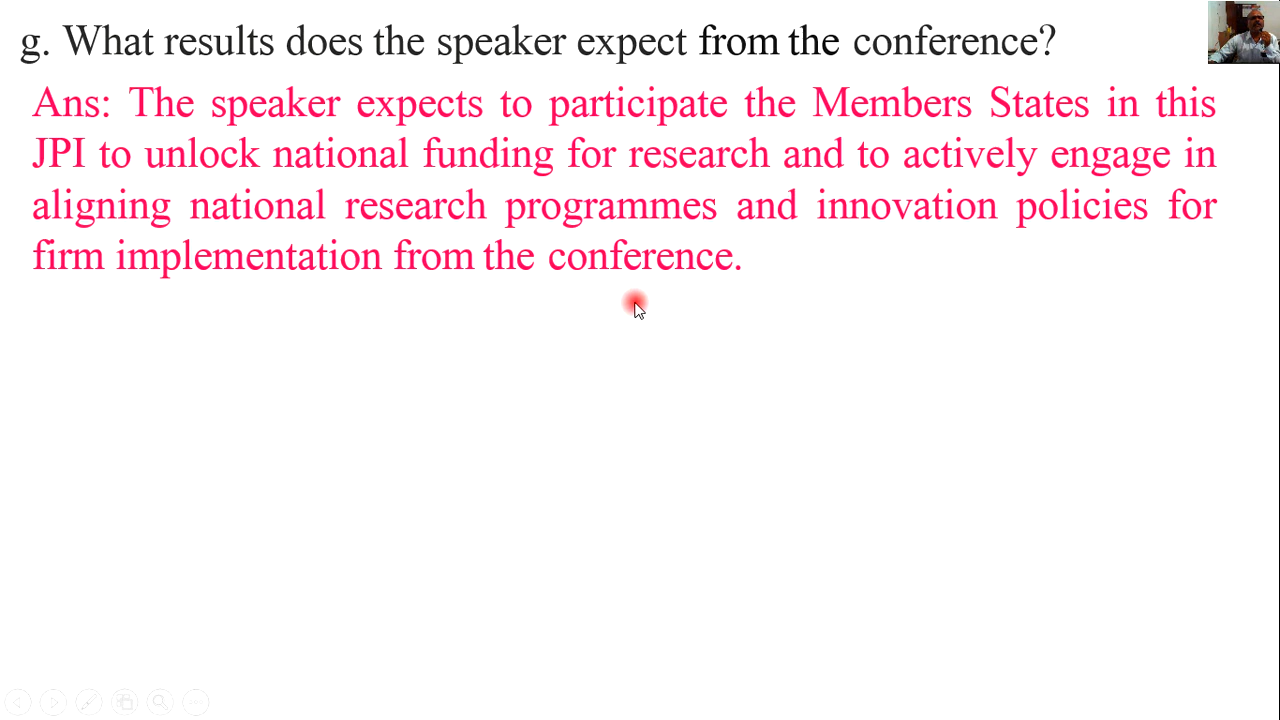 g. What results does the speaker expect from the conference?
Ans: The speaker expects to participate the Members States in this
JPI to unlock national funding for research and to actively engage in
aligning national research programmes and innovation policies for
firm implementation from the conference.